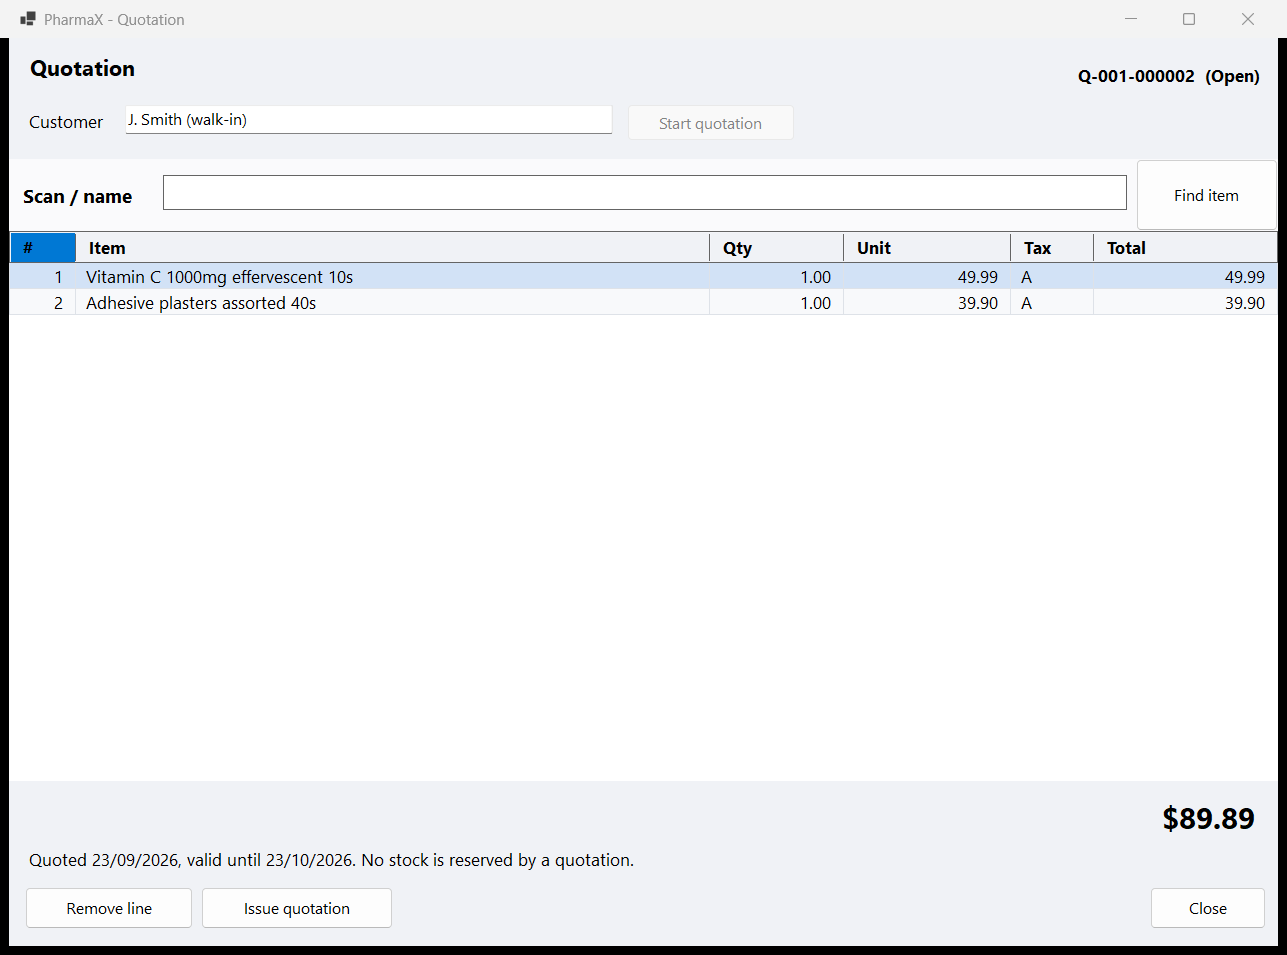 PharmaX - Quotation
Quotation
Q-001-000002 (Open)
Customer J. Smith (walk-in) Start quotation
Scan / name Find item
# Item Qty Unit Tax Total
1 Vitamin C 1000mg effervescent 10s 1.00 49.99 A 49.99
2 Adhesive plasters assorted 40s 1.00 39.90 A 39.90
$89.89
Quoted 23/09/2026, valid until 23/10/2026. No stock is reserved by a quotation.
Remove line Issue quotation Close